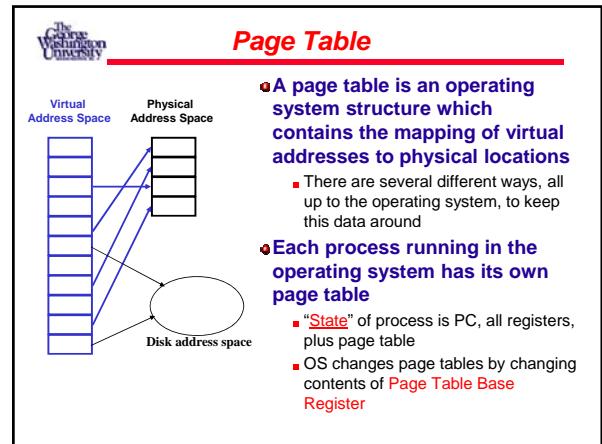 The
George
Washington
University
Page Table
Virtual
Address Space
Physical
Address Space
Disk address space
A page table is an operating
system structure which
contains the mapping of virtual
addresses to physical locations
There are several different ways, all
up to the operating system, to keep
this data around
Each process running in the
operating system has its own
page table
"State" of process is PC, all registers,
plus page table
OS changes page tables by changing
contents of Page Table Base
Register